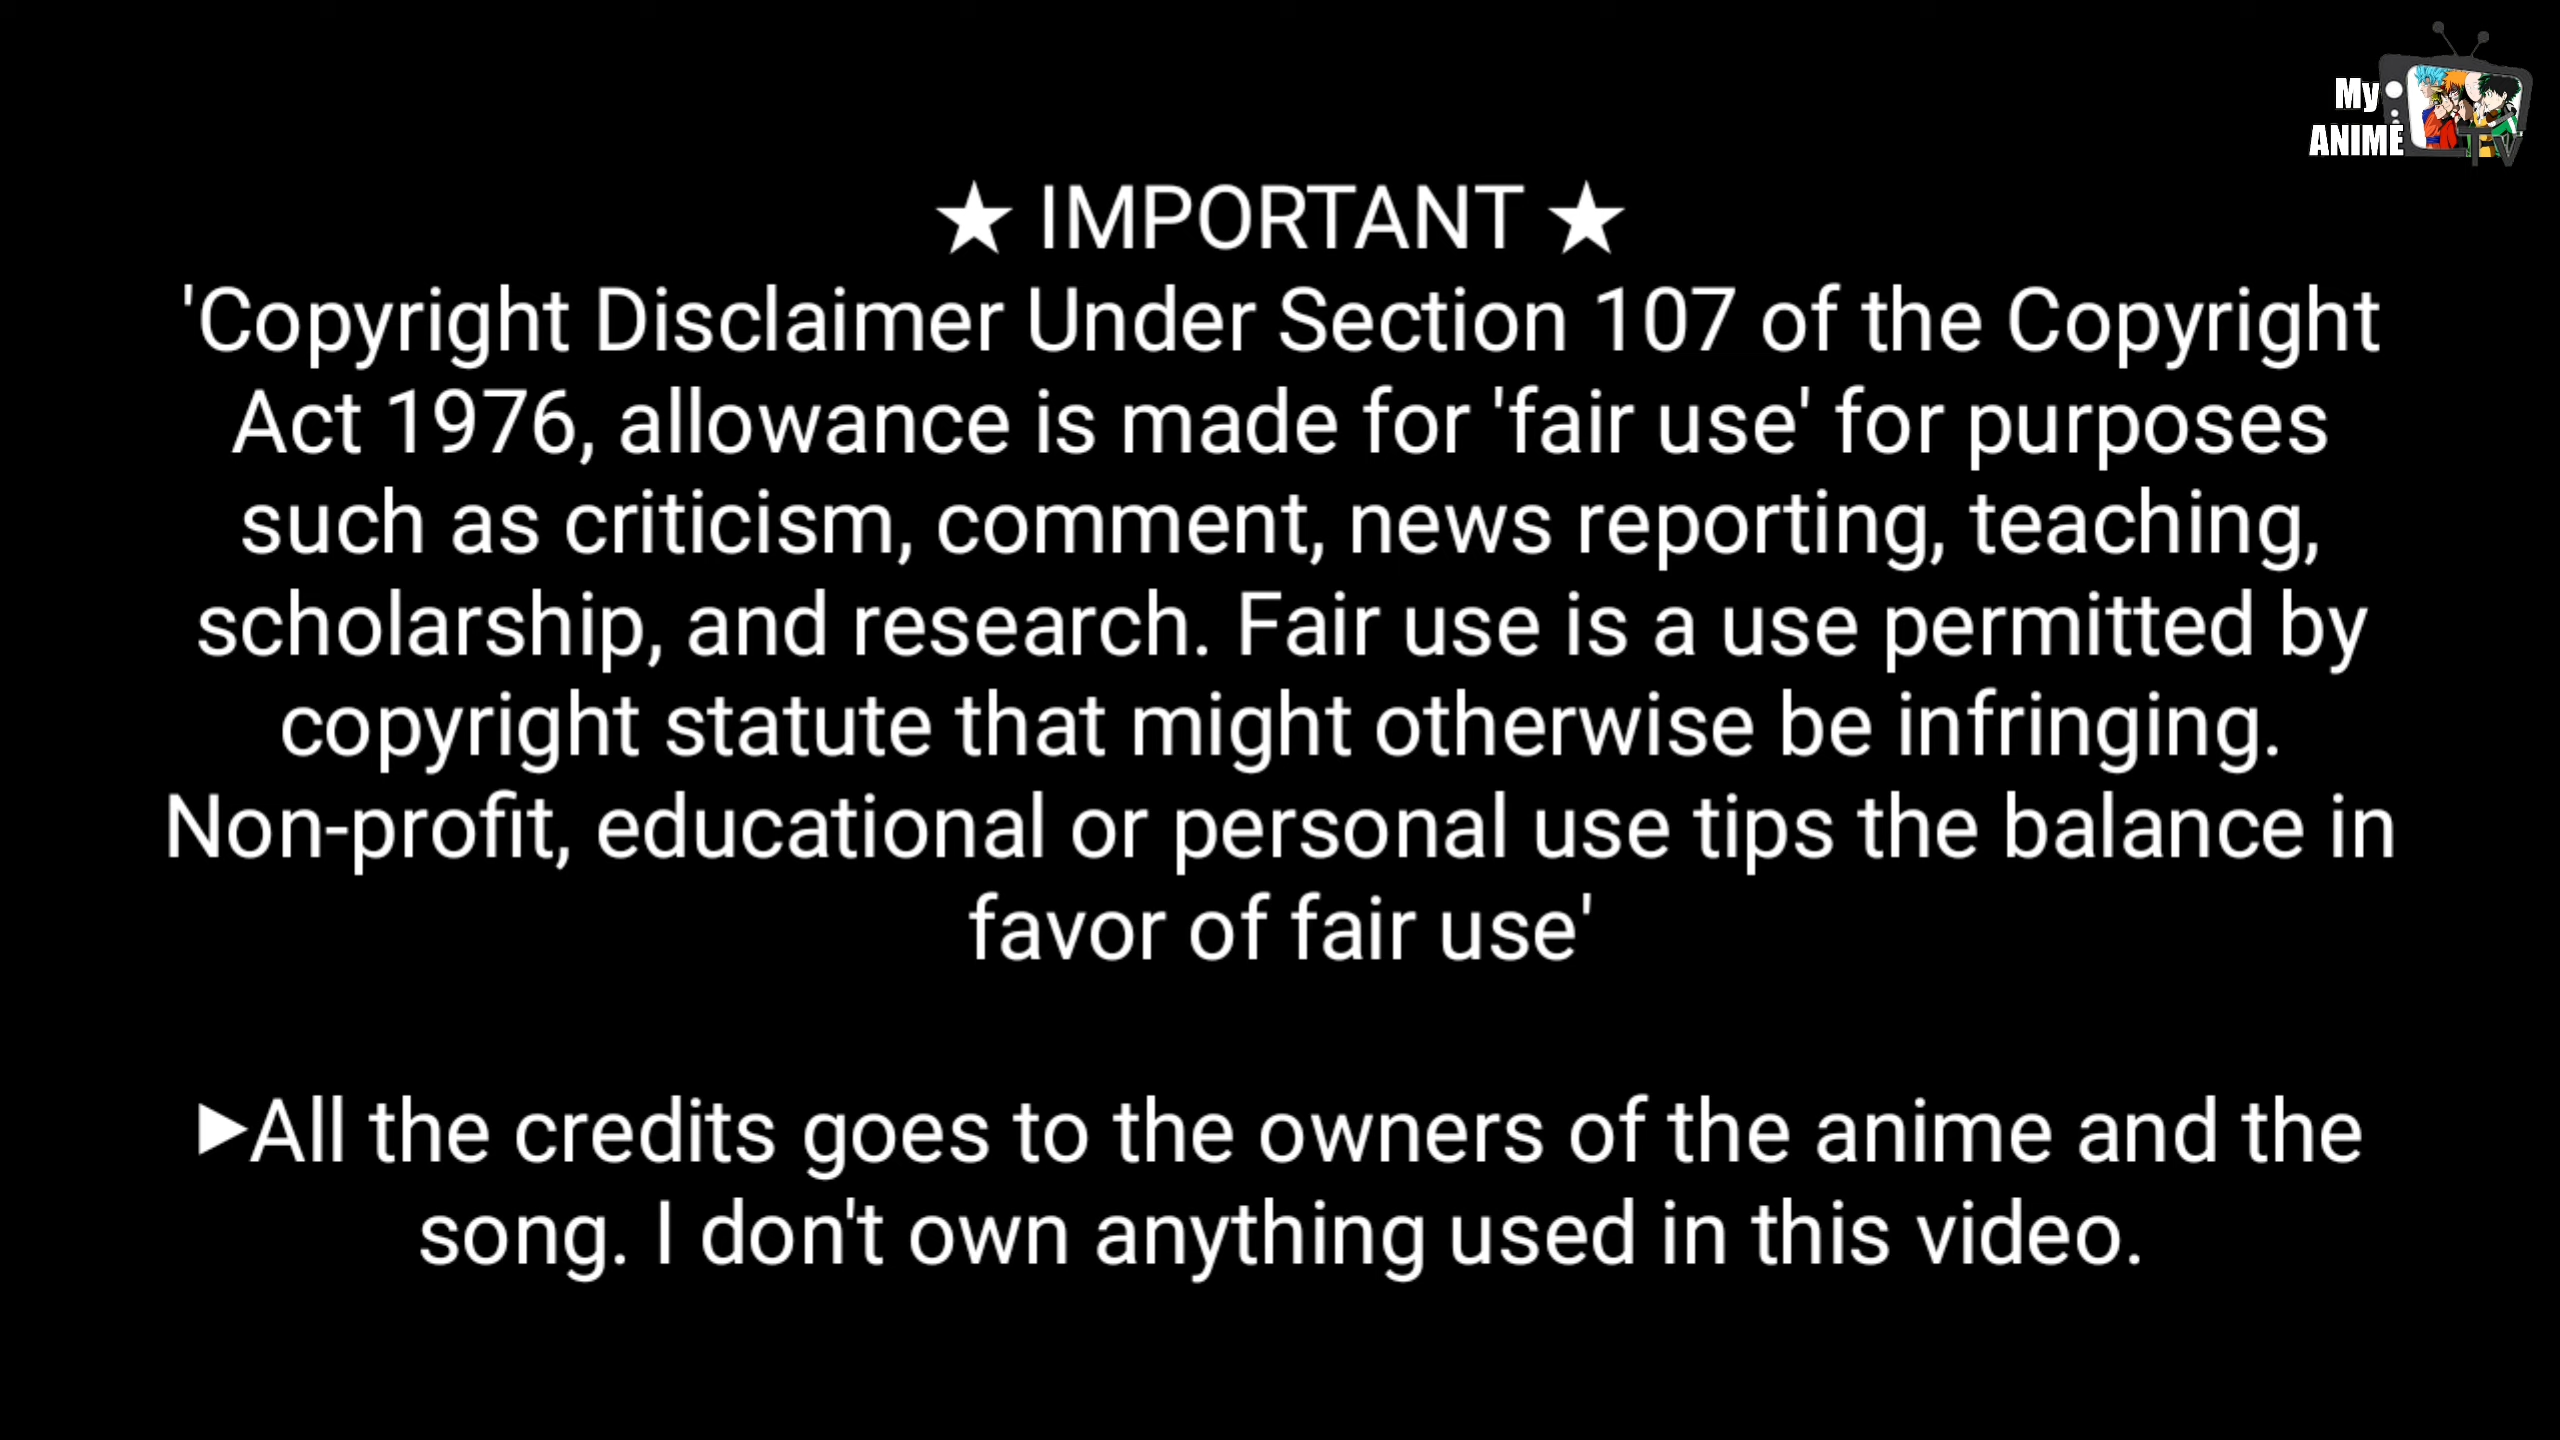 My
ANIME
TV
★ IMPORTANT ★
'Copyright Disclaimer Under Section 107 of the Copyright
Act 1976, allowance is made for 'fair use' for purposes
such as criticism, comment, news reporting, teaching,
scholarship, and research. Fair use is a use permitted by
copyright statute that might otherwise be infringing.
Non-profit, educational or personal use tips the balance in
favor of fair use'
►All the credits goes to the owners of the anime and the
song. I don't own anything used in this video.